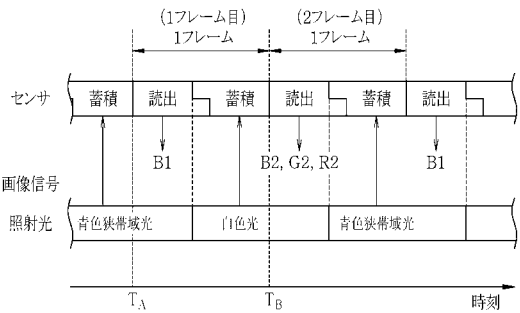 (1フレーム目) (2フレーム目)
1フレーム 1フレーム
センサ 蓄積 読出 蓄積 読出 蓄積 読出
B1 B2, G2, R2 B1
画像信号
照射光 青色狭帯域光 白色光 青色狭帯域光
TA TB 時刻